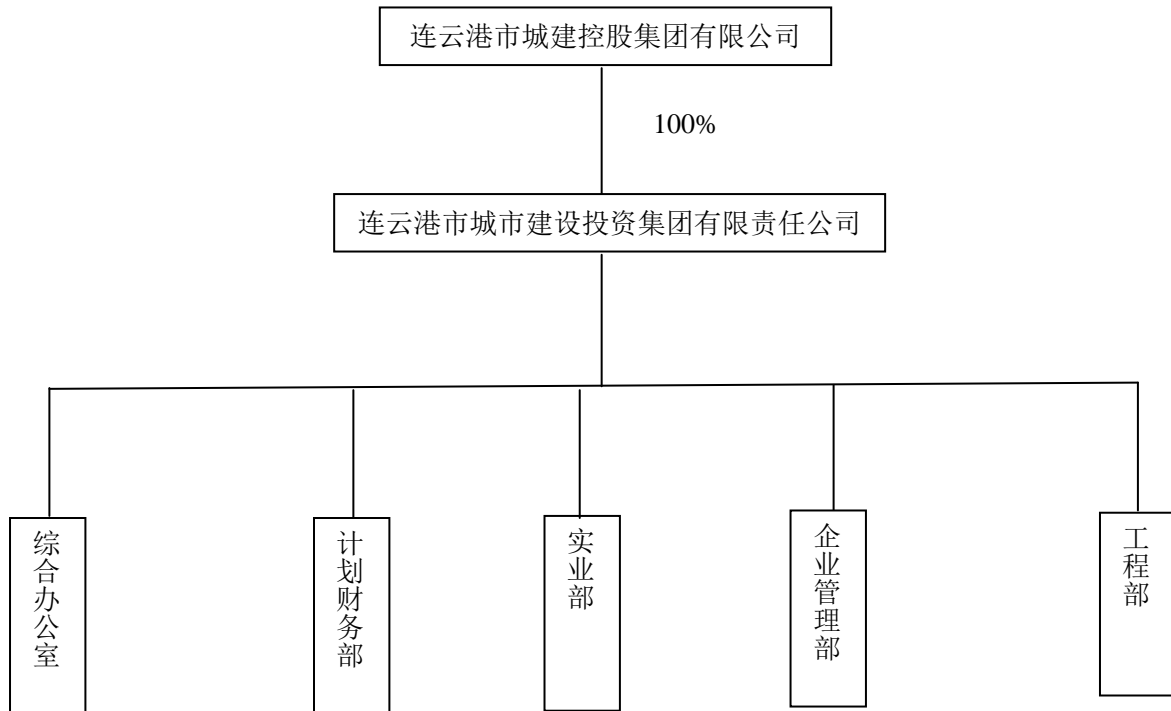 连云港市城建控股集团有限公司
100%
连云港市城市建设投资集团有限责任公司
综合办公室
计划财务部
实业部
企业管理部
工程部